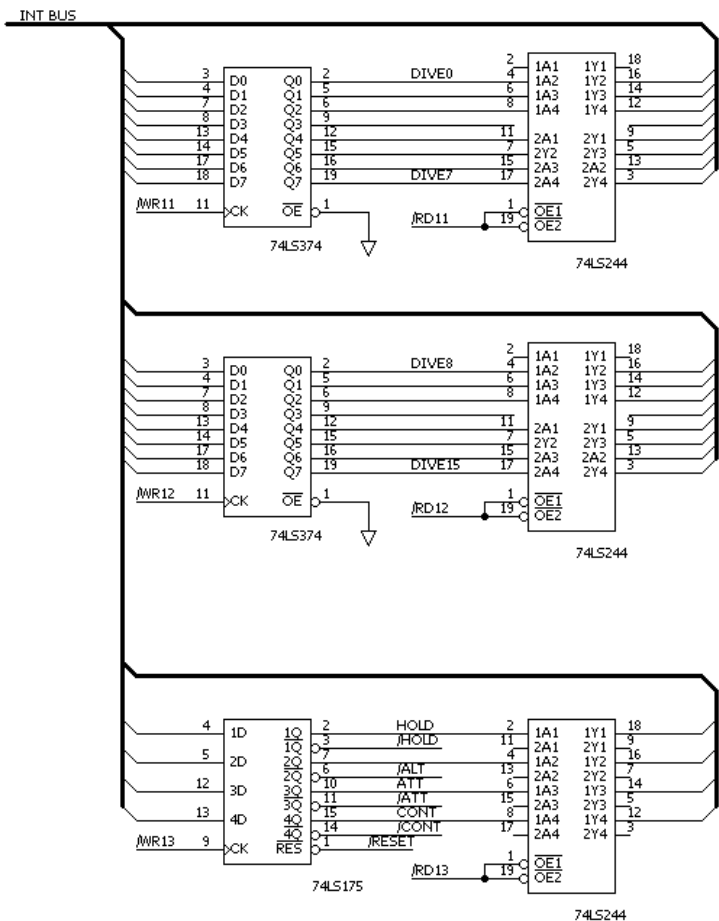 INT BUS
3 D0 Q0 2 DIVE0 2 1A1 1Y1 18
4 D1 Q1 5 4 1A2 1Y2 16
7 D2 Q2 6 6 1A3 1Y3 14
8 D3 Q3 9 8 1A4 1Y4 12
13 D4 Q4 12 11 2A1 2Y1 9
14 D5 Q5 15 7 2Y2 2Y3 5
17 D6 Q6 16 15 2A3 2A2 13
18 D7 Q7 19 DIVE7 17 2A4 2Y4 3
/WR11 11 CK OE 1 /RD11 1 OE1
19 OE2
74LS374
74LS244
3 D0 Q0 2 DIVE8 2 1A1 1Y1 18
4 D1 Q1 5 4 1A2 1Y2 16
7 D2 Q2 6 6 1A3 1Y3 14
8 D3 Q3 9 8 1A4 1Y4 12
13 D4 Q4 12 11 2A1 2Y1 9
14 D5 Q5 15 7 2Y2 2Y3 5
17 D6 Q6 16 15 2A3 2A2 13
18 D7 Q7 19 DIVE15 17 2A4 2Y4 3
/WR12 11 CK OE 1 /RD12 1 OE1
19 OE2
74LS374
74LS244
4 1D 1Q 2 HOLD 2 1A1 1Y1 18
1Q 3 /HOLD 11 2A1 2Y1 9
5 2D 2Q 7 4 1A2 1Y2 16
2Q 6 /ALT 13 2A2 2Y2 7
12 3D 3Q 10 ATT 6 1A3 1Y3 14
3Q 11 /ATT 15 2A3 2Y3 5
13 4D 4Q 15 CONT 8 1A4 1Y4 12
4Q 14 /CONT 17 2A4 2Y4 3
/WR13 9 CK RES 1 /RESET
/RD13 1 OE1
19 OE2
74LS175
74LS244